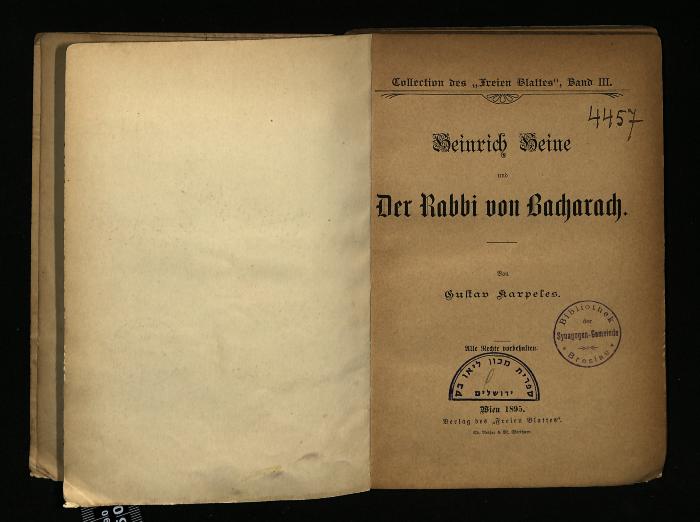 Collection des „Freien Blattes“, Band III.
4457
Heinrich Heine
und
Der Rabbi von Bacharach.
Von
Gustav Karpeles.
Bibliothek
der
Synagogen-Gemeinde
Breslau
Alle Rechte vorbehalten.
ספרית מכון ליאו בק
ירושלים
Wien 1895.
Verlag des „Freien Blattes“.